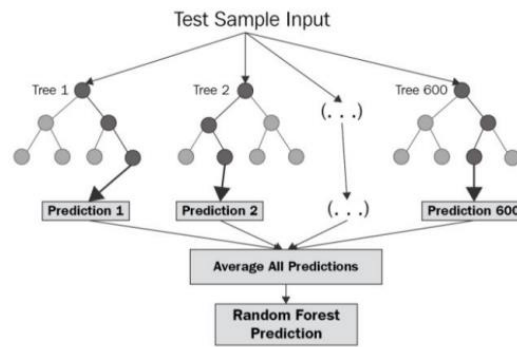 Test Sample Input
Tree 1
Tree 2
(. . .)
Tree 600
Prediction 1
Prediction 2
(. . .)
Prediction 600
Average All Predictions
Random Forest
Prediction